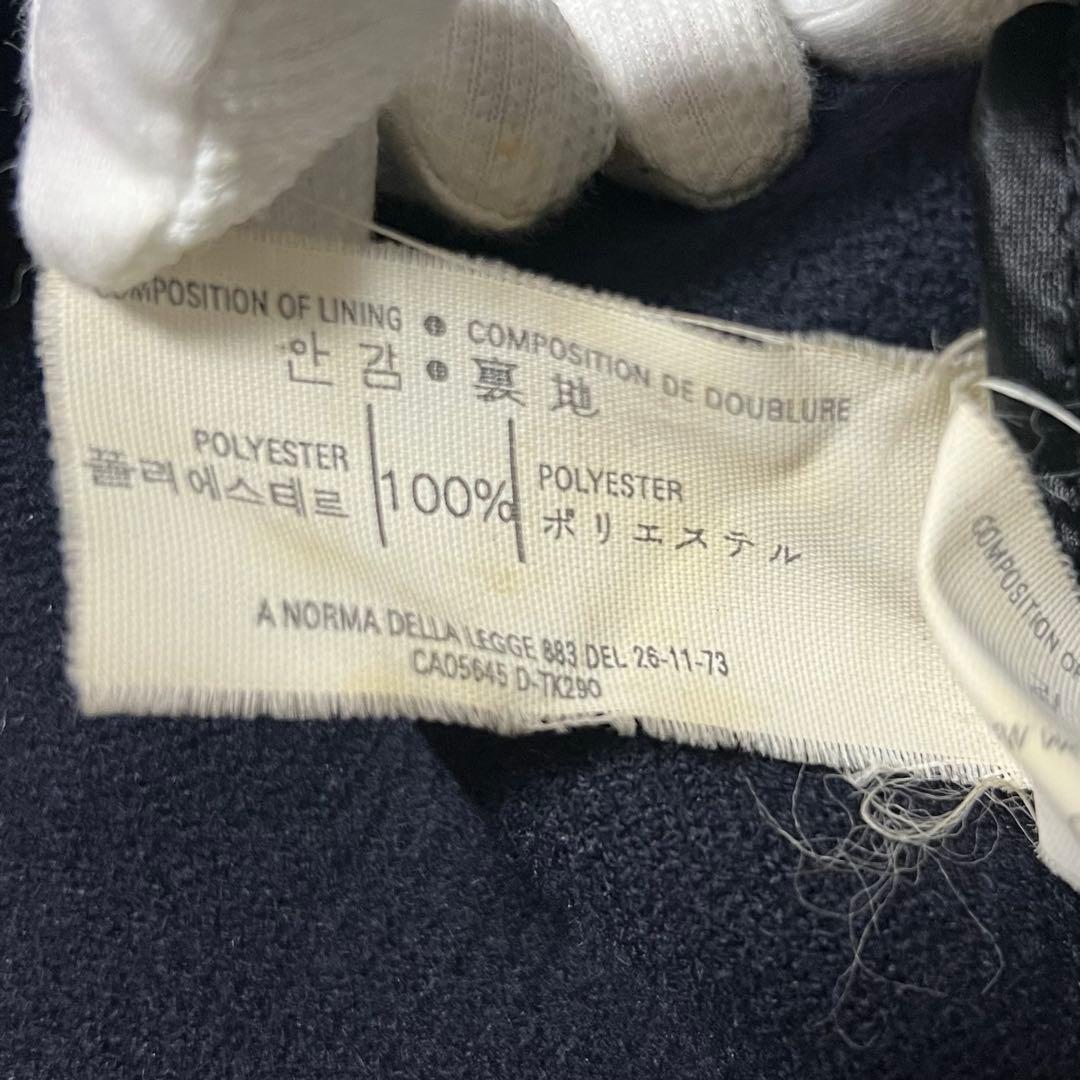 COMPOSITION OF LINING ● COMPOSITION DE DOUBLURE
안 감 ● 裏 地
POLYESTER 100% POLYESTER
폴리에스테르 ポリエステル
A NORMA DELLA LEGGE 883 DEL 26-11-73
CA05645 D-TK290
COMPOSITION OF